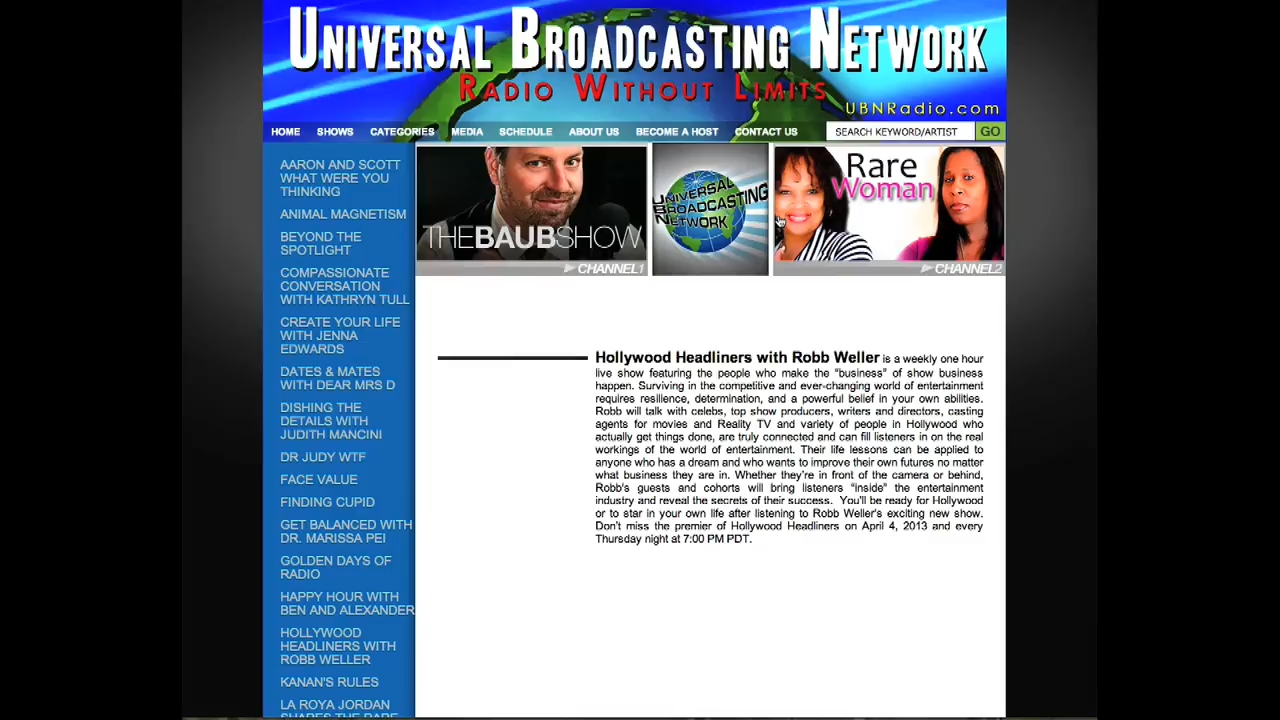 UNIVERSAL BROADCASTING NETWORK
RADIO WITHOUT LIMITS
UBNRadio.com
HOME SHOWS CATEGORIES MEDIA SCHEDULE ABOUT US BECOME A HOST CONTACT US SEARCH KEYWORD/ARTIST GO
AARON AND SCOTT
WHAT WERE YOU
THINKING
ANIMAL MAGNETISM
BEYOND THE
SPOTLIGHT
COMPASSIONATE
CONVERSATION
WITH KATHRYN TULL
CREATE YOUR LIFE
WITH JENNA
EDWARDS
DATES & MATES
WITH DEAR MRS D
DISHING THE
DETAILS WITH
JUDITH MANCINI
DR JUDY WTF
FACE VALUE
FINDING CUPID
GET BALANCED WITH
DR. MARISSA PEI
GOLDEN DAYS OF
RADIO
HAPPY HOUR WITH
BEN AND ALEXANDER
HOLLYWOOD
HEADLINERS WITH
ROBB WELLER
KANAN'S RULES
LA ROYA JORDAN
SHAPES THE RARE
THEBAUBSHOW
CHANNEL1
UNIVERSAL
BROADCASTING
NETWORK
Rare
Woman
CHANNEL2
Hollywood Headliners with Robb Weller is a weekly one hour
live show featuring the people who make the “business” of show business
happen. Surviving in the competitive and ever-changing world of entertainment
requires resilience, determination, and a powerful belief in your own abilities.
Robb will talk with celebs, top show producers, writers and directors, casting
agents for movies and Reality TV and variety of people in Hollywood who
actually get things done, are truly connected and can fill listeners in on the real
workings of the world of entertainment. Their life lessons can be applied to
anyone who has a dream and who wants to improve their own futures no matter
what business they are in. Whether they're in front of the camera or behind,
Robb's guests and cohorts will bring listeners “inside” the entertainment
industry and reveal the secrets of their success. You'll be ready for Hollywood
or to star in your own life after listening to Robb Weller's exciting new show.
Don't miss the premier of Hollywood Headliners on April 4, 2013 and every
Thursday night at 7:00 PM PDT.